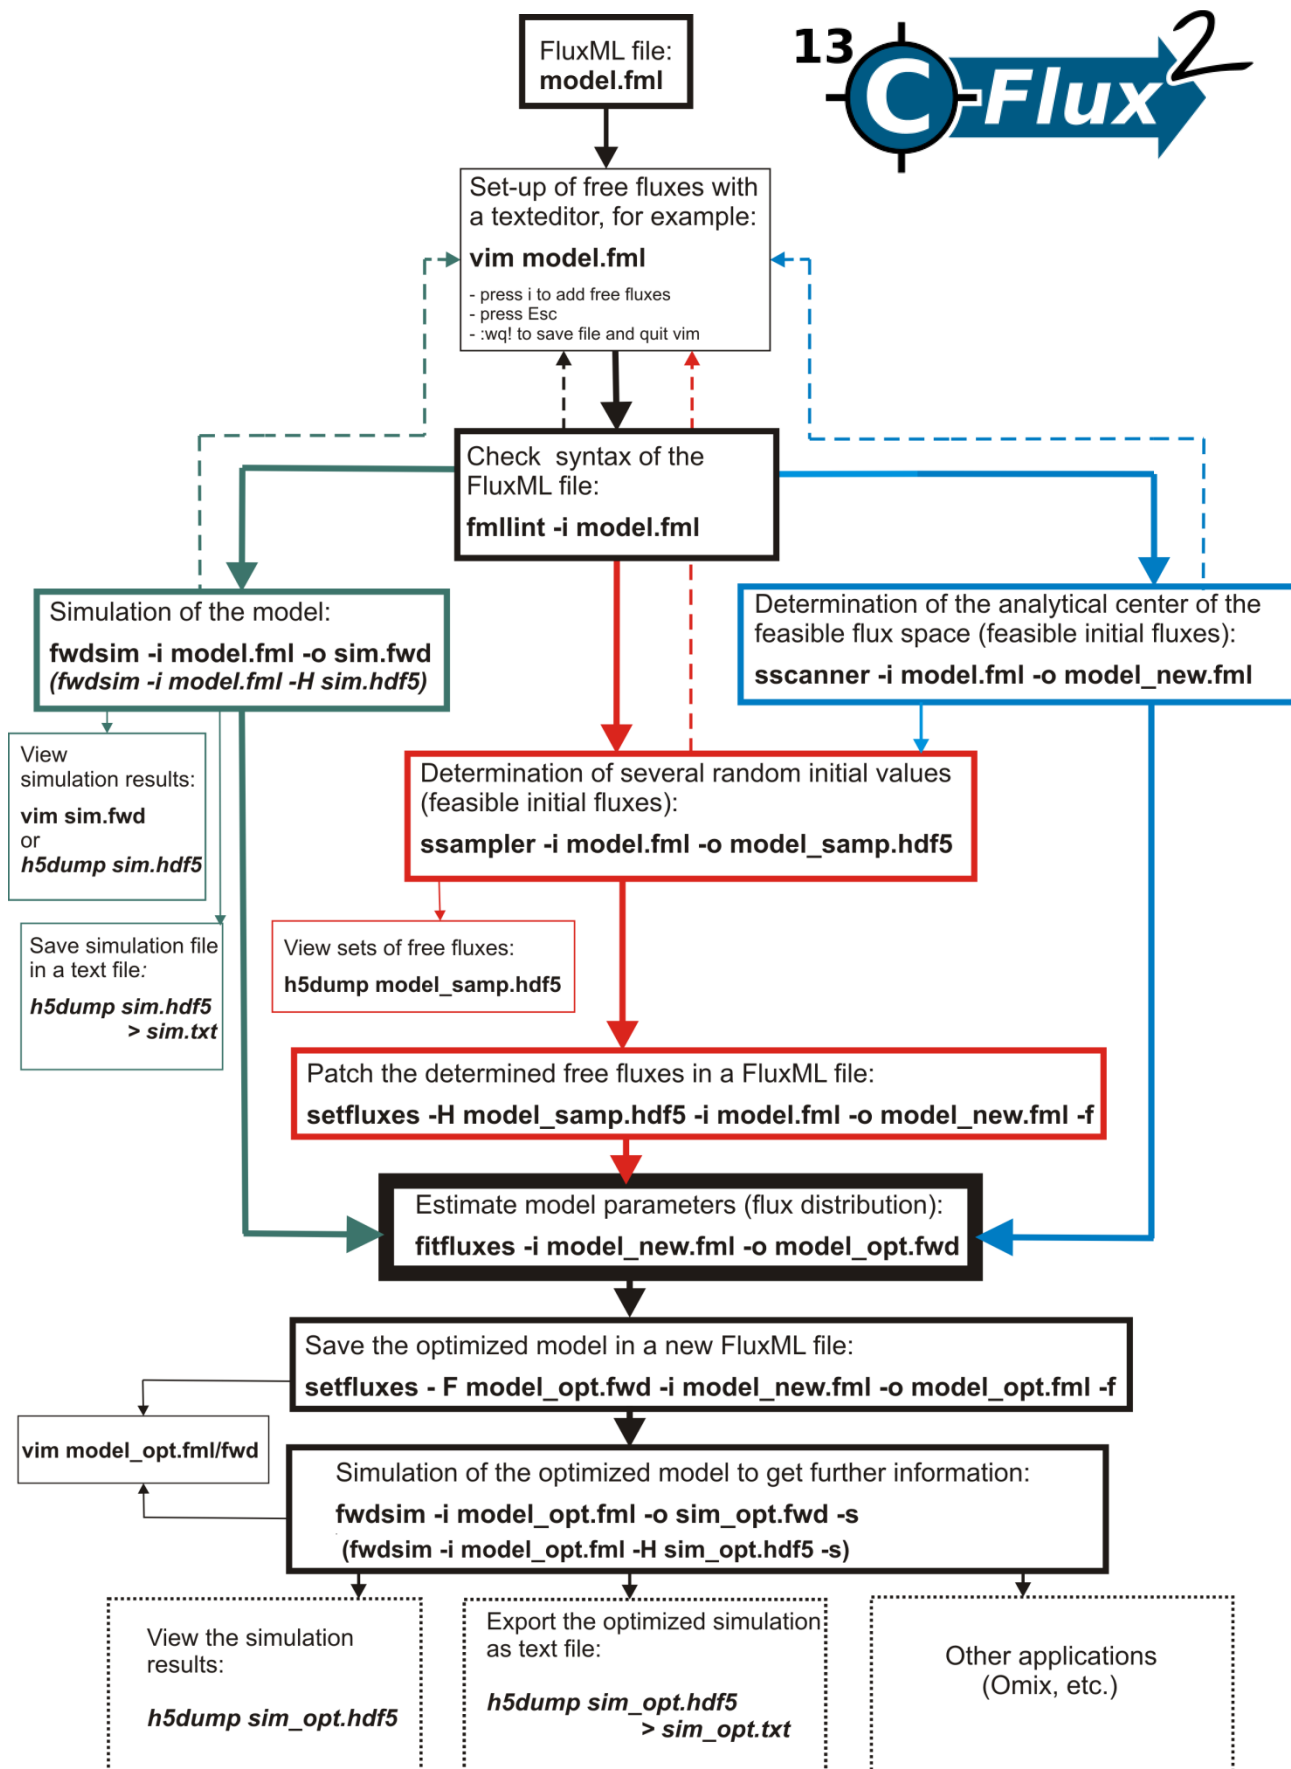 FluxML file:
model.fml
13
C-Flux
2
Set-up of free fluxes with
a texteditor, for example:
vim model.fml
- press i to add free fluxes
- press Esc
- :wq! to save file and quit vim
Check  syntax of the
FluxML file:
fmllint -i model.fml
Simulation of the model:
fwdsim -i model.fml -o sim.fwd
(fwdsim -i model.fml -H sim.hdf5)
Determination of the analytical center of the
feasible flux space (feasible initial fluxes):
sscanner -i model.fml -o model_new.fml
View
simulation results:
vim sim.fwd
or
h5dump sim.hdf5
Determination of several random initial values
(feasible initial fluxes):
ssampler -i model.fml -o model_samp.hdf5
Save simulation file
in a text file:
h5dump sim.hdf5
> sim.txt
View sets of free fluxes:
h5dump model_samp.hdf5
Patch the determined free fluxes in a FluxML file:
setfluxes -H model_samp.hdf5 -i model.fml -o model_new.fml -f
Estimate model parameters (flux distribution):
fitfluxes -i model_new.fml -o model_opt.fwd
Save the optimized model in a new FluxML file:
setfluxes - F model_opt.fwd -i model_new.fml -o model_opt.fml -f
vim model_opt.fml/fwd
Simulation of the optimized model to get further information:
fwdsim -i model_opt.fml -o sim_opt.fwd -s
(fwdsim -i model_opt.fml -H sim_opt.hdf5 -s)
View the simulation
results:
h5dump sim_opt.hdf5
Export the optimized simulation
as text file:
h5dump sim_opt.hdf5
> sim_opt.txt
Other applications
(Omix, etc.)